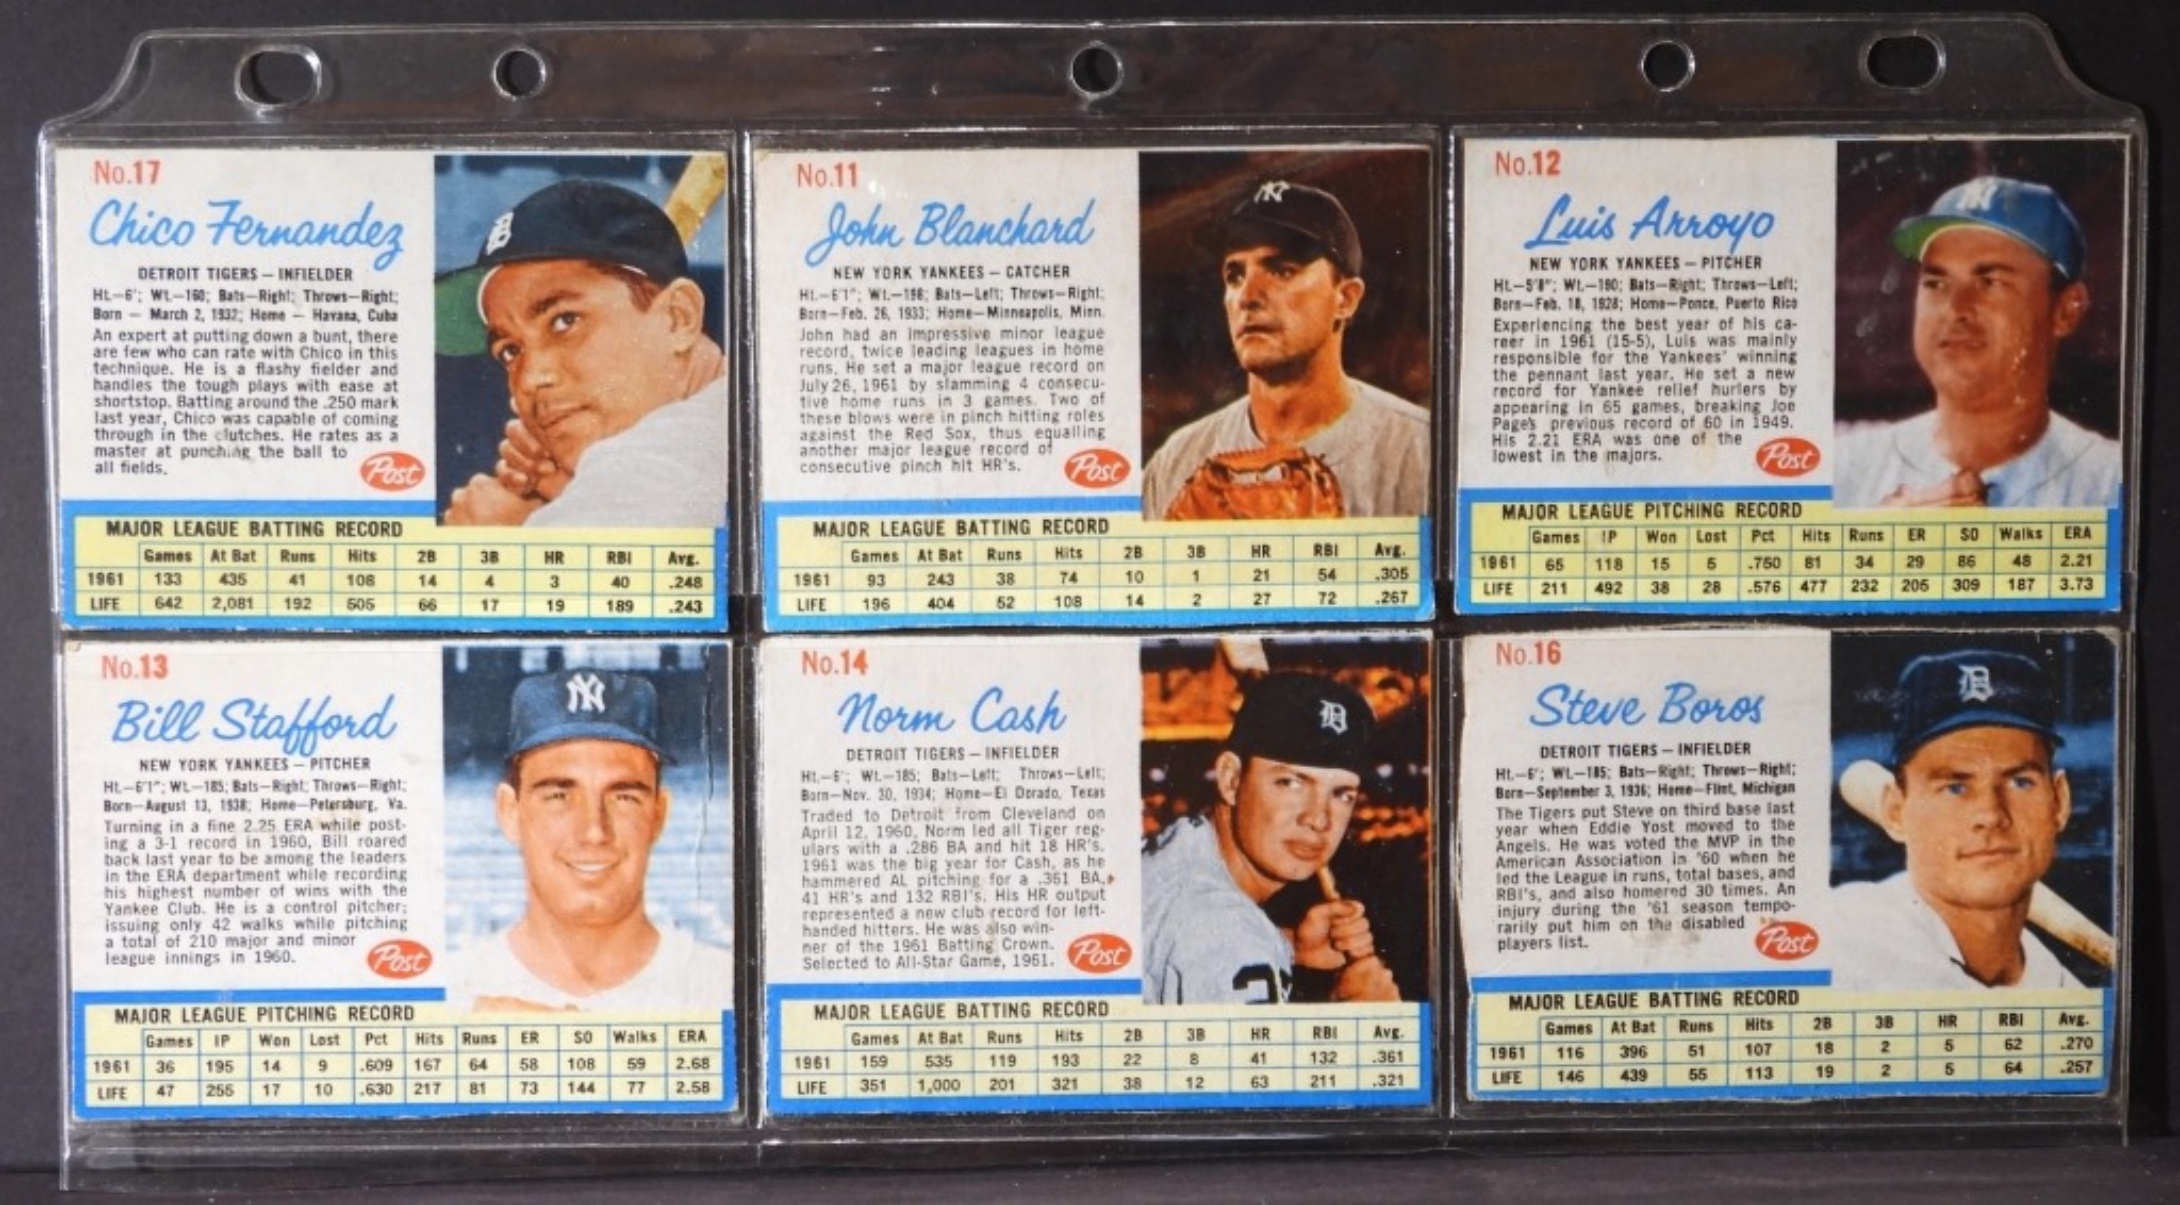 No.17
Chico Fernandez
DETROIT TIGERS – INFIELDER
Ht.–6'; Wt.–160; Bats–Right; Throws–Right;
Born – March 2, 1932; Home – Havana, Cuba
An expert at putting down a bunt, there
are few who can rate with Chico in this
technique. He is a flashy fielder and
handles the tough plays with ease at
shortstop. Batting around the .250 mark
last year, Chico was capable of coming
through in the clutches. He rates as a
master at punching the ball to
all fields.
Post
MAJOR LEAGUE BATTING RECORD
Games At Bat Runs Hits 2B 3B HR RBI Avg.
1961 133 435 41 108 14 4 3 40 .248
LIFE 642 2,081 192 505 66 17 19 189 .243
No.11
John Blanchard
NEW YORK YANKEES – CATCHER
Ht.–6'1"; Wt.–198; Bats–Left; Throws–Right;
Born–Feb. 26, 1933; Home–Minneapolis, Minn.
John had an impressive minor league
record, twice leading leagues in home
runs. He set a major league record on
July 26, 1961 by slamming 4 consecu-
tive home runs in 3 games. Two of
these blows were in pinch hitting roles
against the Red Sox, thus equalling
another major league record of
consecutive pinch hit HR's.
Post
MAJOR LEAGUE BATTING RECORD
Games At Bat Runs Hits 2B 3B HR RBI Avg.
1961 93 243 38 74 10 1 21 54 .305
LIFE 196 404 52 108 14 2 27 72 .267
No.12
Luis Arroyo
NEW YORK YANKEES – PITCHER
Ht.–5'8"; Wt.–190; Bats–Right; Throws–Left;
Born–Feb. 18, 1928; Home–Ponce, Puerto Rico
Experiencing the best year of his ca-
reer in 1961 (15-5), Luis was mainly
responsible for the Yankees' winning
the pennant last year. He set a new
record for Yankee relief hurlers by
appearing in 65 games, breaking Joe
Page's previous record of 60 in 1949.
His 2.21 ERA was one of the
lowest in the majors.
Post
MAJOR LEAGUE PITCHING RECORD
Games IP Won Lost Pct Hits Runs ER SO Walks ERA
1961 65 118 15 5 .750 81 34 29 86 48 2.21
LIFE 211 492 38 28 .576 477 232 205 309 187 3.73
No.13
Bill Stafford
NEW YORK YANKEES – PITCHER
Ht.–6'1"; Wt.–185; Bats–Right; Throws–Right;
Born–August 13, 1938; Home–Petersburg, Va.
Turning in a fine 2.25 ERA while post-
ing a 3-1 record in 1960, Bill roared
back last year to be among the leaders
in the ERA department while recording
his highest number of wins with the
Yankee Club. He is a control pitcher;
issuing only 42 walks while pitching
a total of 210 major and minor
league innings in 1960.
Post
MAJOR LEAGUE PITCHING RECORD
Games IP Won Lost Pct Hits Runs ER SO Walks ERA
1961 36 195 14 9 .609 167 64 58 108 59 2.68
LIFE 47 255 17 10 .630 217 81 73 144 77 2.58
No.14
Norm Cash
DETROIT TIGERS – INFIELDER
Ht.–6'; Wt.–185; Bats–Left; Throws–Left;
Born–Nov. 20, 1934; Home–El Dorado, Texas
Traded to Detroit from Cleveland on
April 12, 1960, Norm led all Tiger reg-
ulars with a .286 BA and hit 18 HR's.
1961 was the big year for Cash, as he
hammered AL pitching for a .361 BA,
41 HR's and 132 RBI's. His HR output
represented a new club record for left-
handed hitters. He was also win-
ner of the 1961 Batting Crown.
Selected to All-Star Game, 1961.
Post
MAJOR LEAGUE BATTING RECORD
Games At Bat Runs Hits 2B 3B HR RBI Avg.
1961 159 535 119 193 22 8 41 132 .361
LIFE 351 1,000 201 321 38 12 63 211 .321
No.16
Steve Boros
DETROIT TIGERS – INFIELDER
Ht.–6'; Wt.–185; Bats–Right; Throws–Right;
Born–September 3, 1936; Home–Flint, Michigan
The Tigers put Steve on third base last
year when Eddie Yost moved to the
Angels. He was voted the MVP in the
American Association in '60 when he
led the League in runs, total bases, and
RBI's, and also homered 30 times. An
injury during the '61 season tempo-
rarily put him on the disabled
players list.
Post
MAJOR LEAGUE BATTING RECORD
Games At Bat Runs Hits 2B 3B HR RBI Avg.
1961 116 396 51 107 18 2 5 62 .270
LIFE 146 439 55 113 19 2 5 64 .257